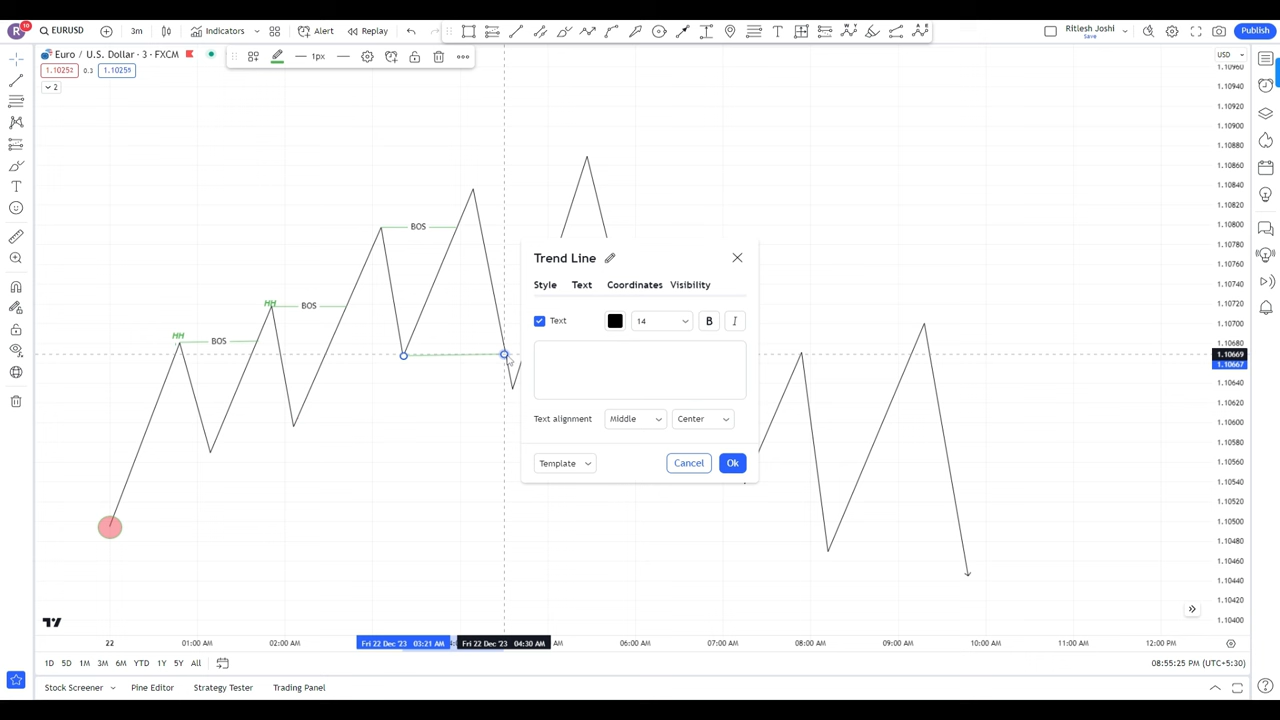 R 10 EURUSD 3m Indicators Alert Replay Ritlesh Joshi Save Publish
Euro / U.S. Dollar · 3 · FXCM
1px
USD
1.10252 0.3 1.10255
2
1.10960
1.10940
1.10920
1.10900
1.10880
1.10860
1.10840
1.10820
1.10800
1.10780
1.10760
1.10740
1.10720
1.10700
1.10680
1.10669
1.10667
1.10640
1.10620
1.10600
1.10580
1.10560
1.10540
1.10520
1.10500
1.10480
1.10460
1.10440
1.10420
1.10400
BOS
HH BOS
HH BOS
Trend Line
Style Text Coordinates Visibility
Text 14 B I
Text alignment Middle Center
Template Cancel Ok
22 01:00 AM 02:00 AM Fri 22 Dec '23 03:21 AM Fri 22 Dec '23 04:30 AM AM 06:00 AM 07:00 AM 08:00 AM 09:00 AM 10:00 AM 11:00 AM 12:00 PM
1D 5D 1M 3M 6M YTD 1Y 5Y All 08:55:25 PM (UTC+5:30)
Stock Screener Pine Editor Strategy Tester Trading Panel